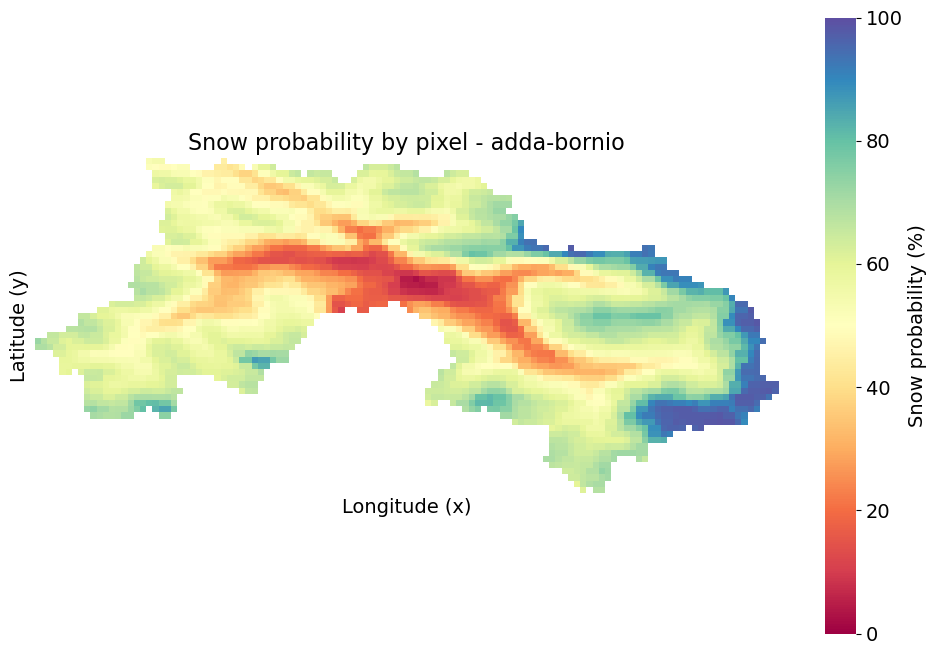 Snow probability by pixel - adda-bornio
Latitude (y)
Longitude (x)
100
80
60
40
20
0
Snow probability (%)